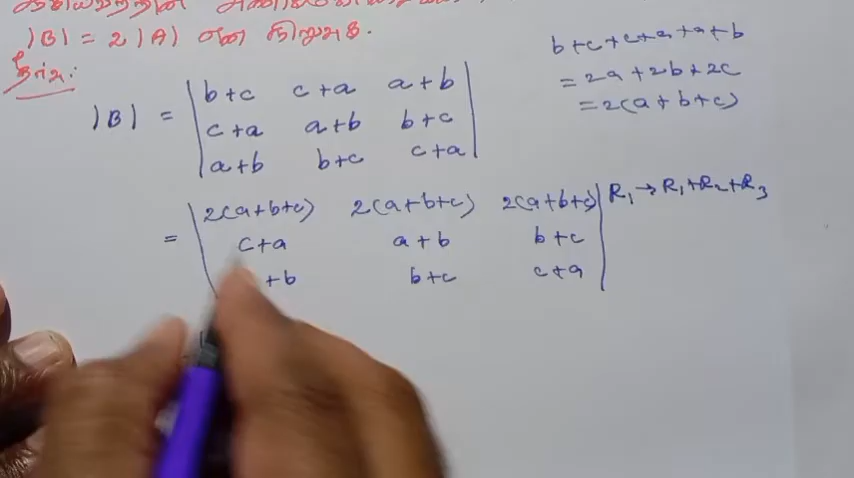 |B| = 2|A| என நிறுவுக.
தீர்வு:
b+c+c+a+a+b
= 2a+2b+2c
= 2(a+b+c)
|B| = | b+c c+a a+b |
| c+a a+b b+c |
| a+b b+c c+a |
= | 2(a+b+c) 2(a+b+c) 2(a+b+c) | R₁→R₁+R₂+R₃
c+a a+b b+c
+b b+c c+a